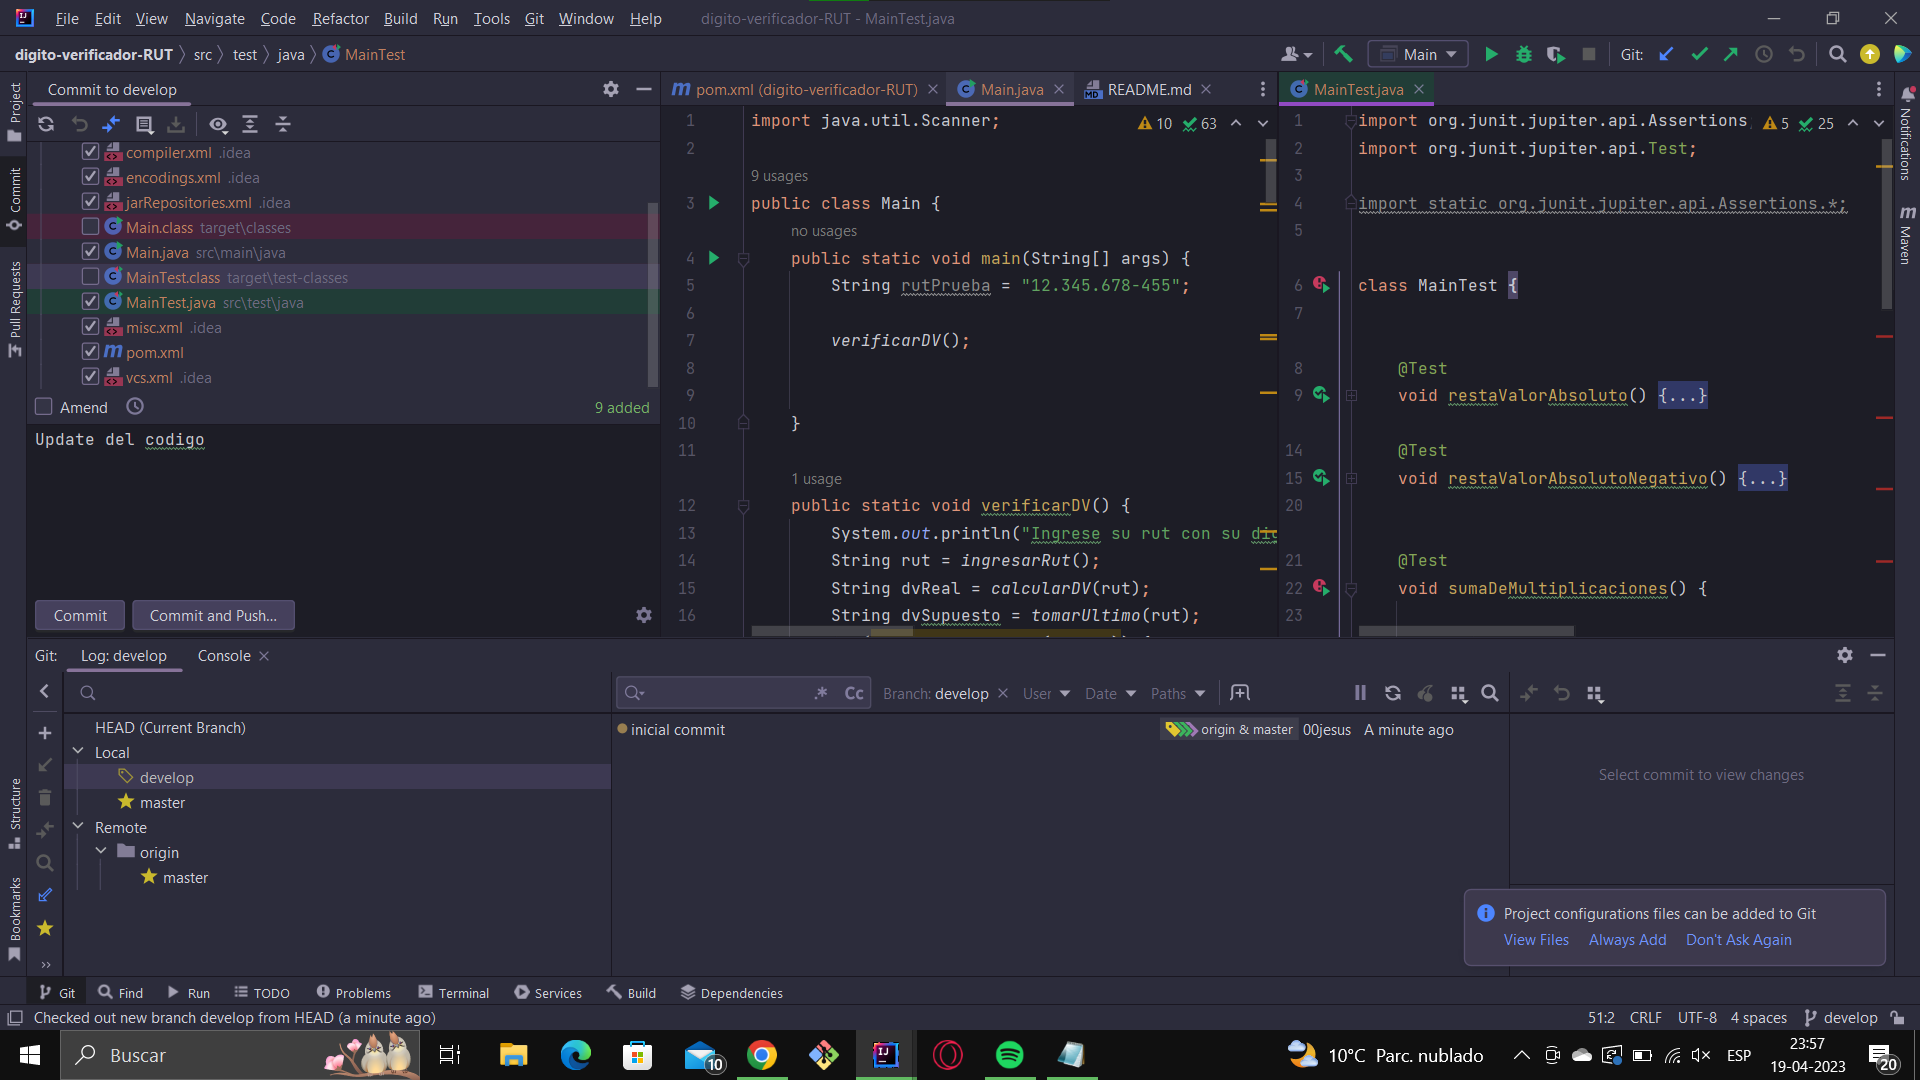 File Edit View Navigate Code Refactor Build Run Tools Git Window Help digito-verificador-RUT - MainTest.java
digito-verificador-RUT src test java MainTest
Main Git:
Commit to develop
compiler.xml .idea
encodings.xml .idea
jarRepositories.xml .idea
Main.class target\classes
Main.java src\main\java
MainTest.class target\test-classes
MainTest.java src\test\java
misc.xml .idea
pom.xml
vcs.xml .idea
Amend 9 added
Update del codigo
Commit Commit and Push...
Project
Commit
Pull Requests
Structure
Bookmarks
pom.xml (digito-verificador-RUT) Main.java README.md
10 63
1 import java.util.Scanner;
2
9 usages
3 public class Main {
no usages
4 public static void main(String[] args) {
5 String rutPrueba = "12.345.678-455";
6
7 verificarDV();
8
9
10 }
11
1 usage
12 public static void verificarDV() {
13 System.out.println("Ingrese su rut con su
14 String rut = ingresarRut();
15 String dvReal = calcularDV(rut);
16 String dvSupuesto = tomarUltimo(rut);
MainTest.java
5 25
1 import org.junit.jupiter.api.Assertions
2 import org.junit.jupiter.api.Test;
3
4 import static org.junit.jupiter.api.Assertions.*;
5
6 class MainTest {
7
8 @Test
9 void restaValorAbsoluto() {...}
14 @Test
15 void restaValorAbsolutoNegativo() {...}
20
21 @Test
22 void sumaDeMultiplicaciones() {
23
Notifications
Maven
Git: Log: develop Console
HEAD (Current Branch)
Local
develop
master
Remote
origin
master
.* Cc Branch: develop User Date Paths
inicial commit origin & master 00jesus A minute ago
Select commit to view changes
Project configurations files can be added to Git
View Files Always Add Don't Ask Again
Git Find Run TODO Problems Terminal Services Build Dependencies
Checked out new branch develop from HEAD (a minute ago) 51:2 CRLF UTF-8 4 spaces develop
Buscar 10 10°C Parc. nublado ESP 23:57
19-04-2023 20